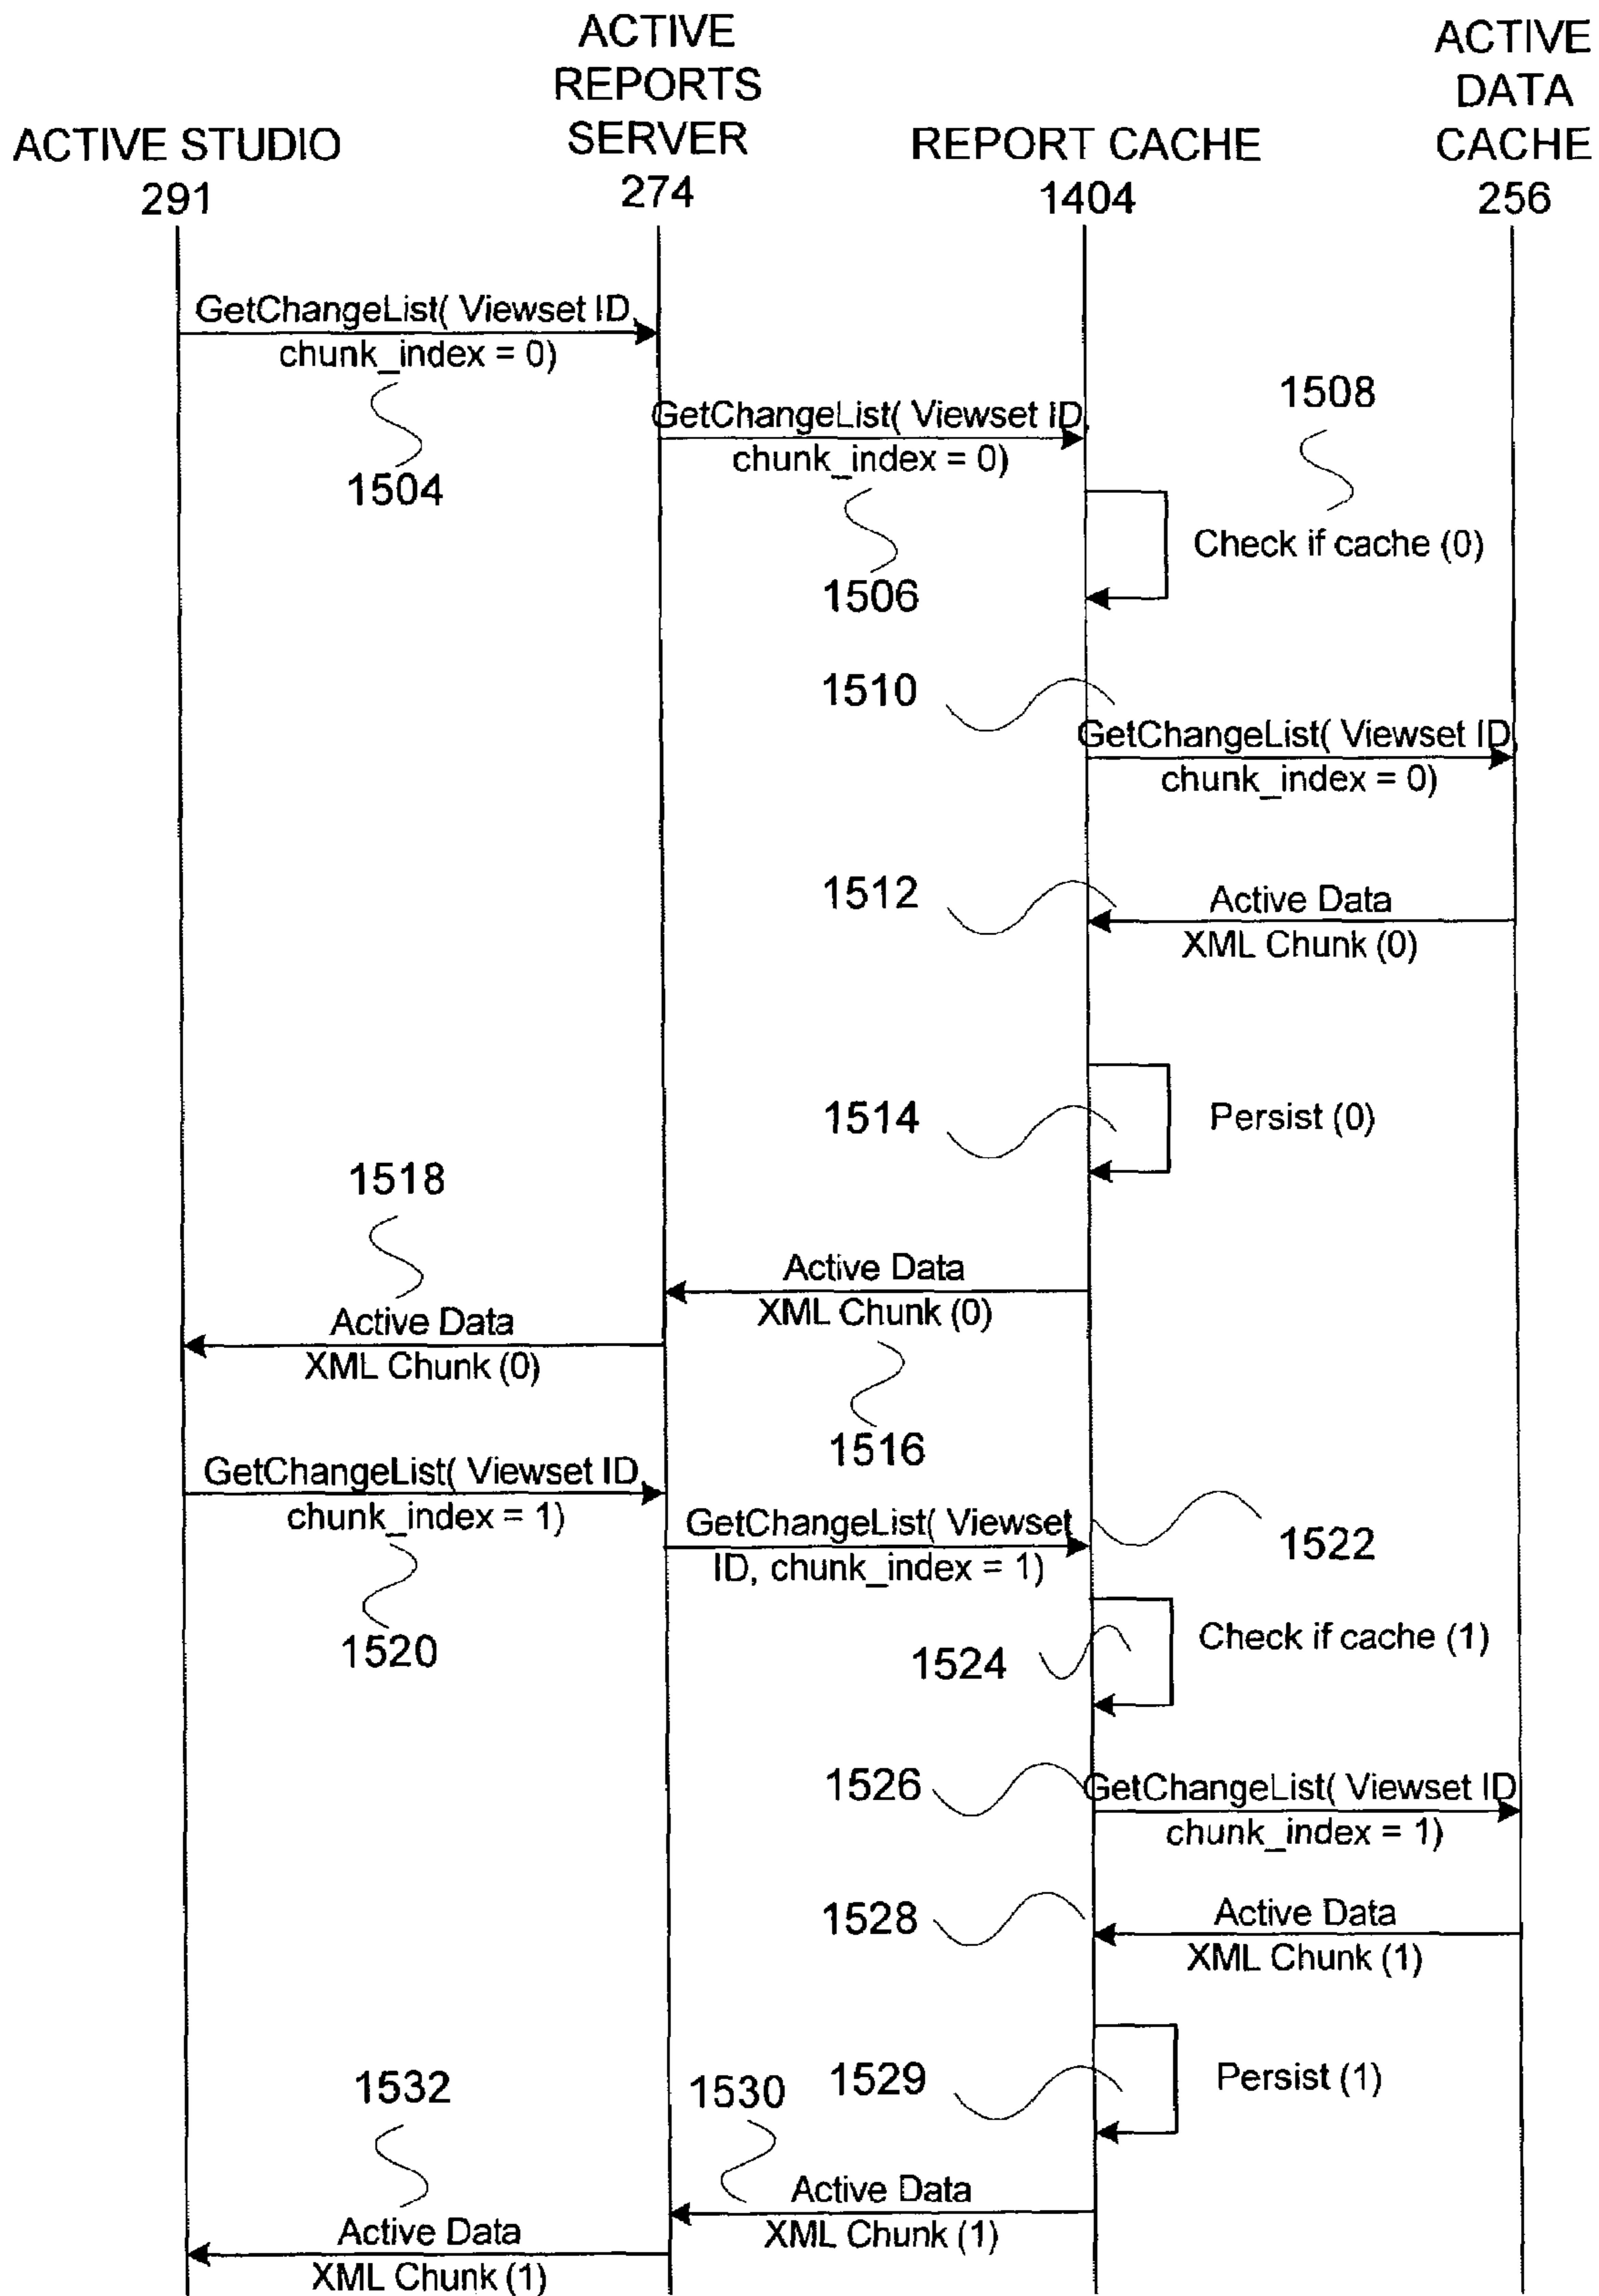 ACTIVE STUDIO
291
ACTIVE
REPORTS
SERVER
274
REPORT CACHE
1404
ACTIVE
DATA
CACHE
256
GetChangeList( Viewset ID,
chunk_index = 0)
1504
GetChangeList( Viewset ID,
chunk_index = 0)
1506
1508
Check if cache (0)
1510
GetChangeList( Viewset ID,
chunk_index = 0)
1512
Active Data
XML Chunk (0)
1514
Persist (0)
1518
Active Data
XML Chunk (0)
Active Data
XML Chunk (0)
1516
GetChangeList( Viewset ID,
chunk_index = 1)
1520
GetChangeList( Viewset
ID, chunk_index = 1)
1522
1524
Check if cache (1)
1526
GetChangeList( Viewset ID,
chunk_index = 1)
1528
Active Data
XML Chunk (1)
1529
Persist (1)
1532
1530
Active Data
XML Chunk (1)
Active Data
XML Chunk (1)